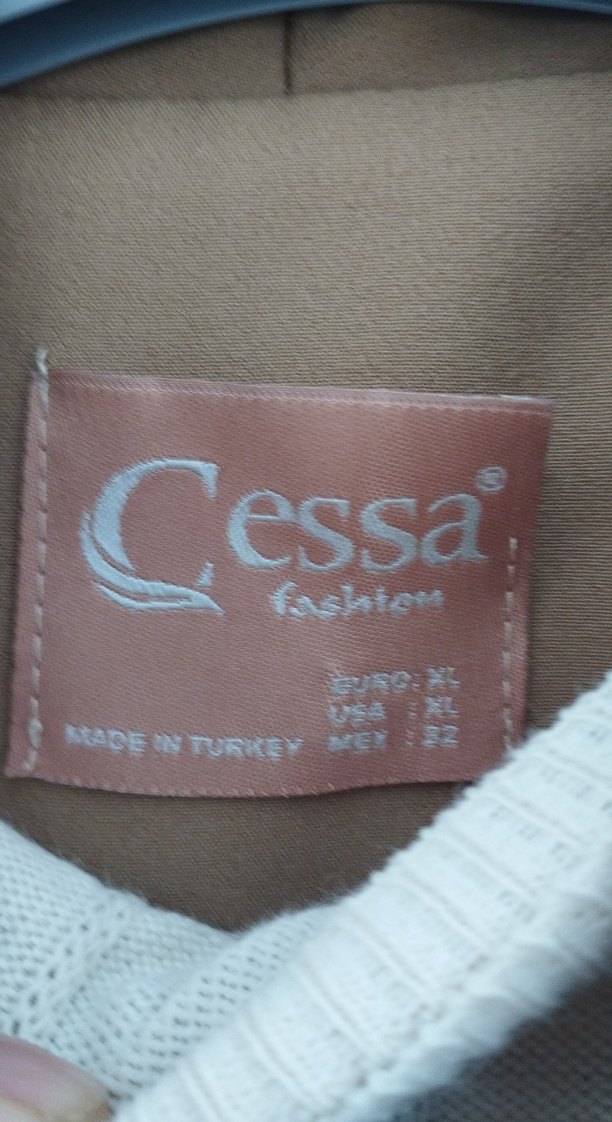 Cessa®
fashion
EURO: XL
USA : XL
MADE IN TURKEY MEX : 32